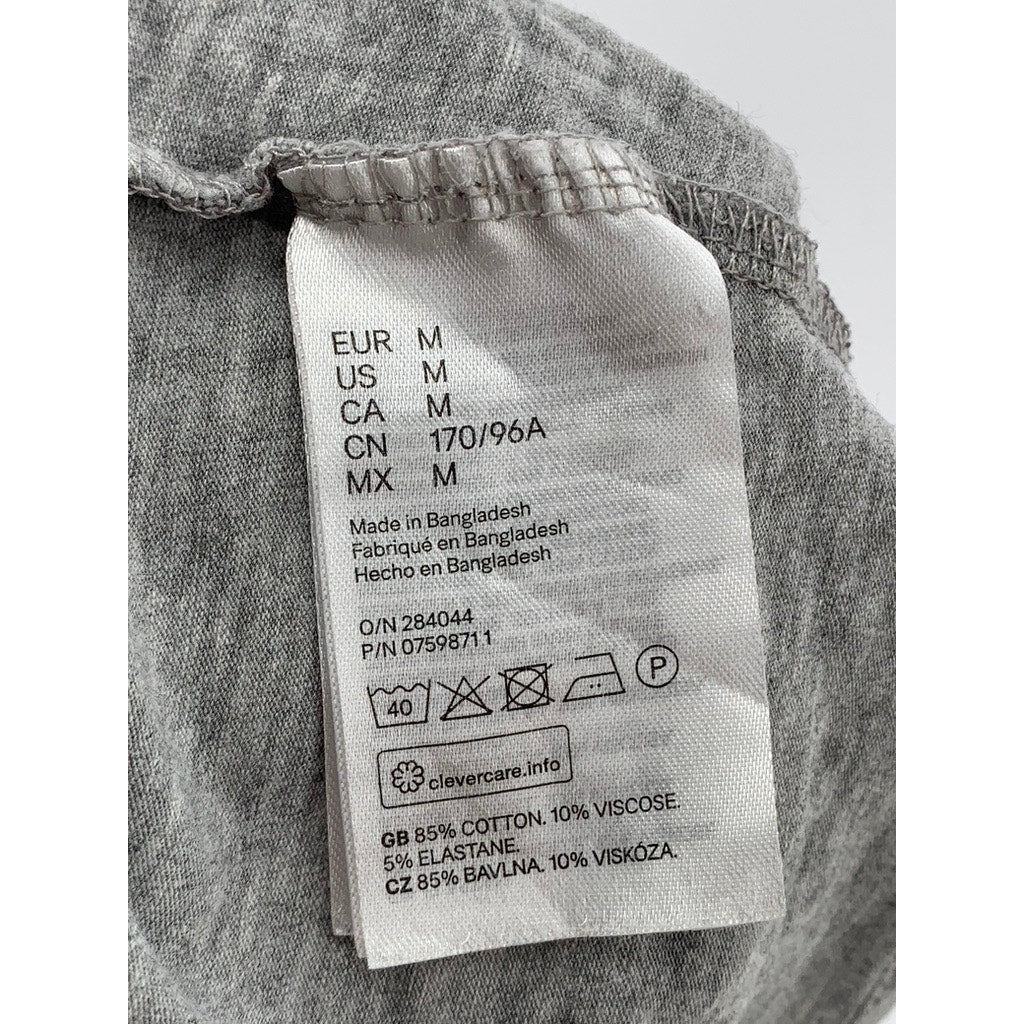 EUR M
US M
CA M
CN 170/96A
MX M
Made in Bangladesh
Fabriqué en Bangladesh
Hecho en Bangladesh
O/N 284044
P/N 07598711
40
P
clevercare.info
GB 85% COTTON. 10% VISCOSE.
5% ELASTANE.
CZ 85% BAVLNA. 10% VISKÓZA.